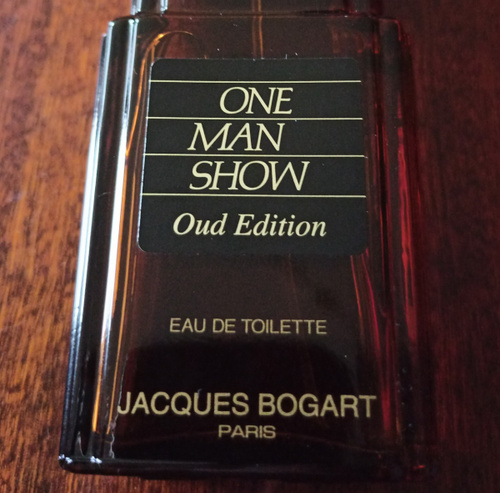 ONE
MAN
SHOW
Oud Edition
EAU DE TOILETTE
JACQUES BOGART
PARIS